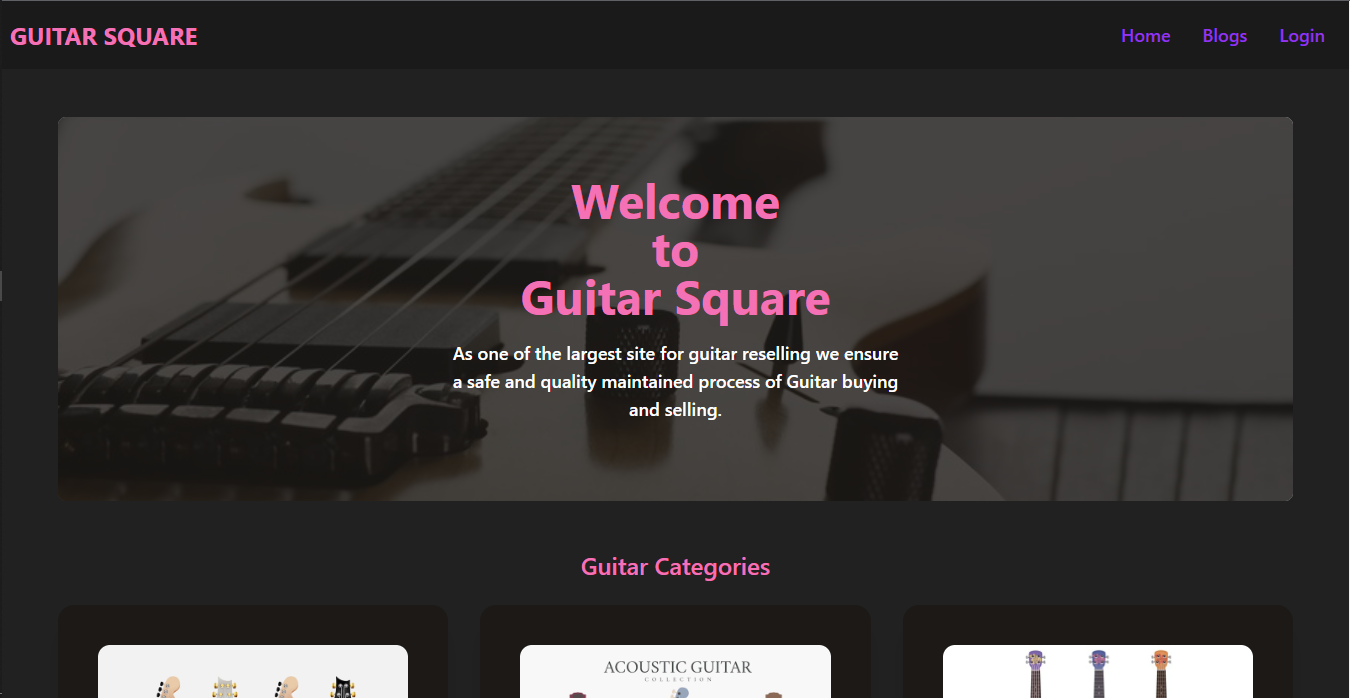 GUITAR SQUARE
Home Blogs Login
Welcome
to
Guitar Square
As one of the largest site for guitar reselling we ensure
a safe and quality maintained process of Guitar buying
and selling.
Guitar Categories
ACOUSTIC GUITAR
COLLECTION